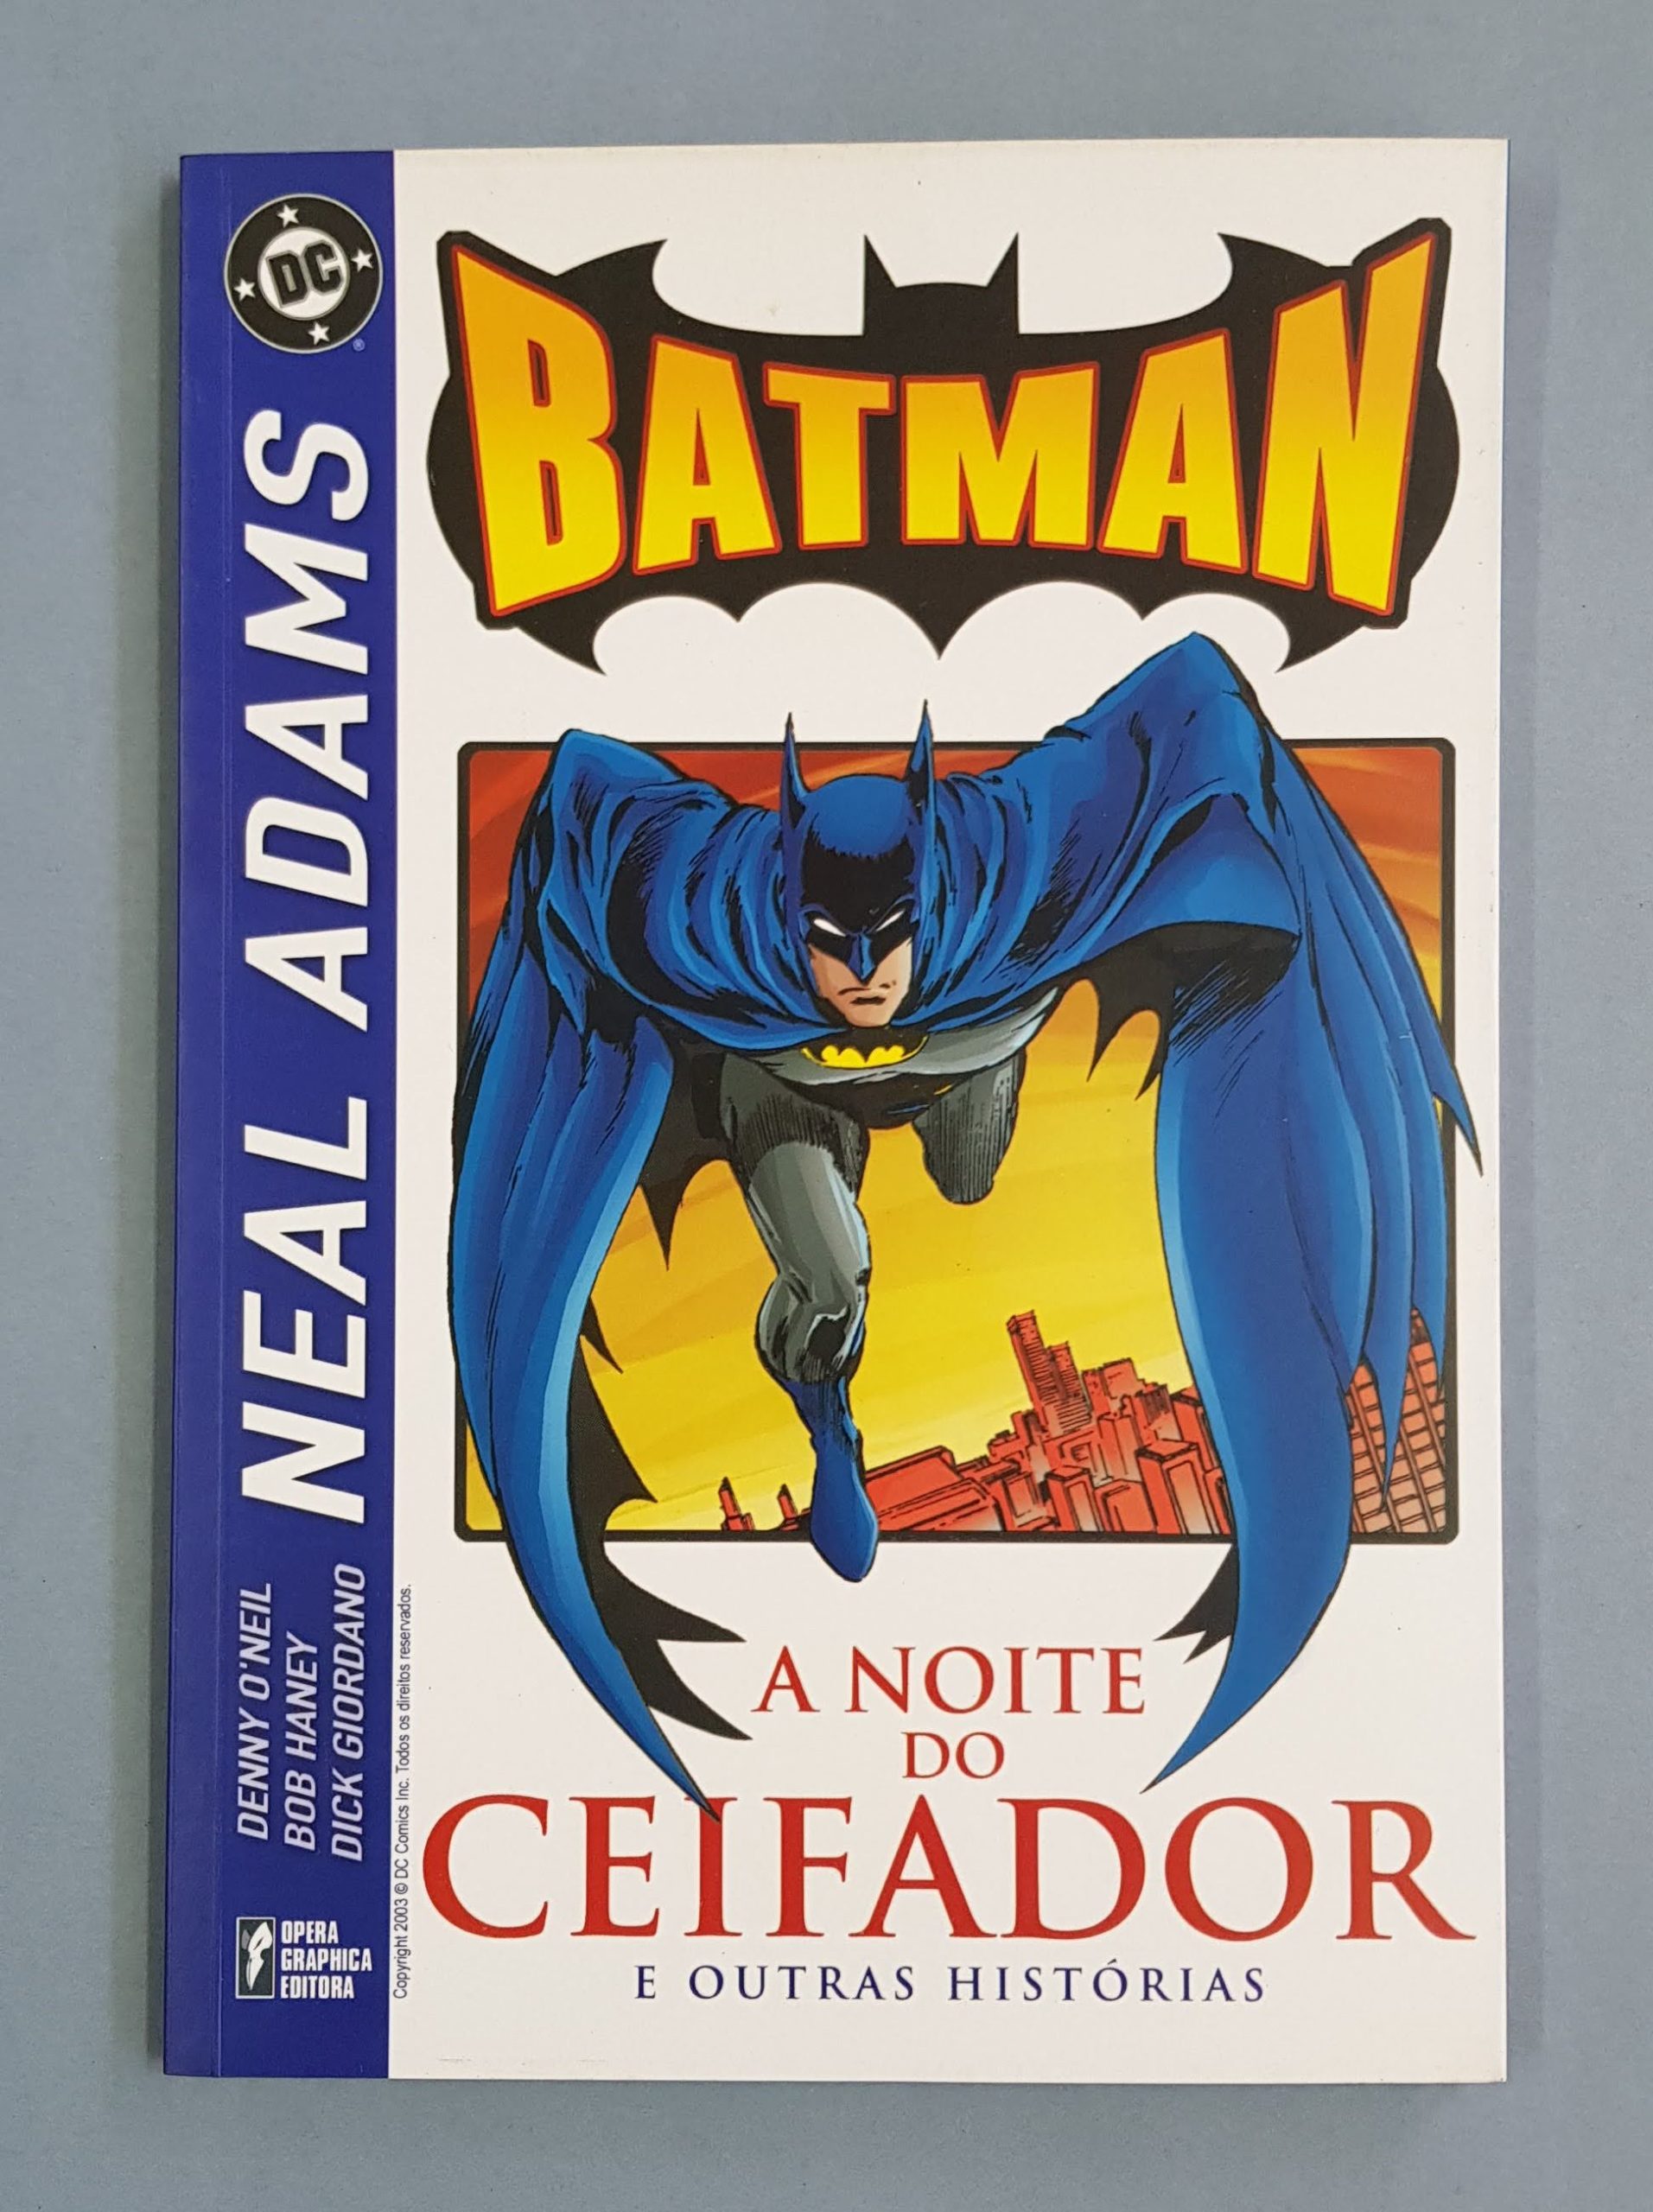 DC
NEAL ADAMS
DENNY O'NEIL
BOB HANEY
DICK GIORDANO
OPERA
GRAPHICA
EDITORA
Copyright 2003 © DC Comics Inc. Todos os direitos reservados.
BATMAN
A NOITE
DO
CEIFADOR
E OUTRAS HISTÓRIAS